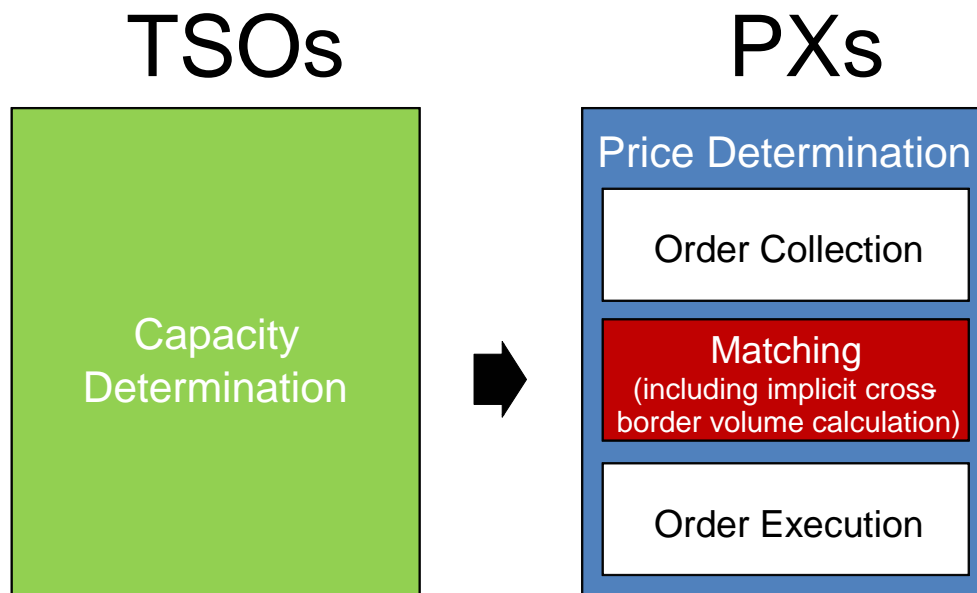 TSOs
PXs
Capacity
Determination
Price Determination
Order Collection
Matching
(including implicit cross-
border volume calculation)
Order Execution